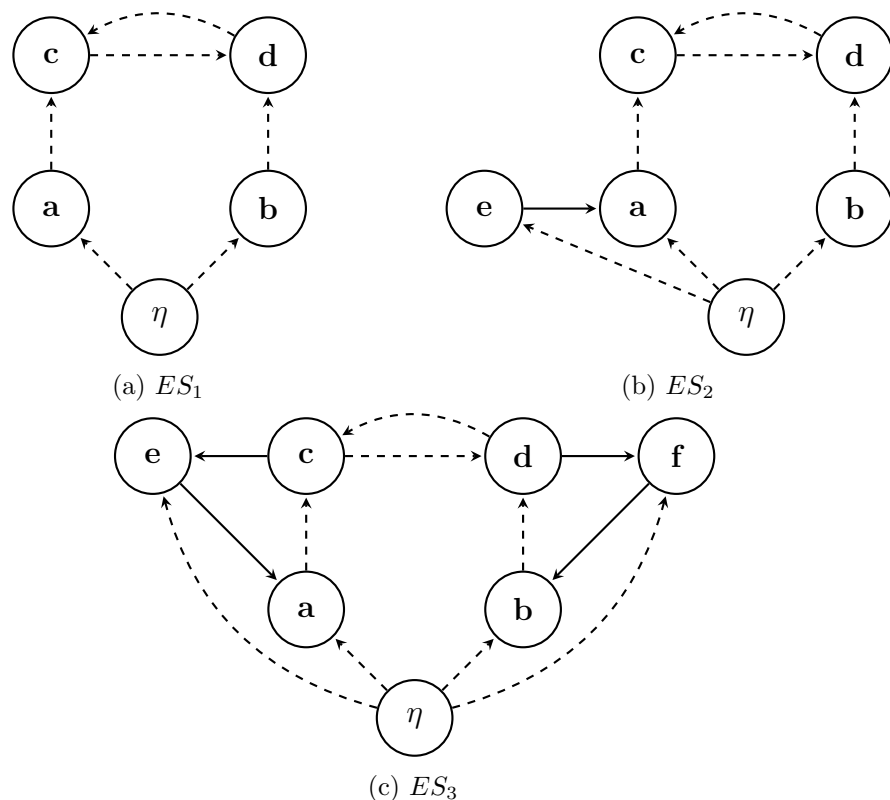 c d c d
a b e a b
η η
(a) ES₁ (b) ES₂
e c d f
a b
η
(c) ES₃